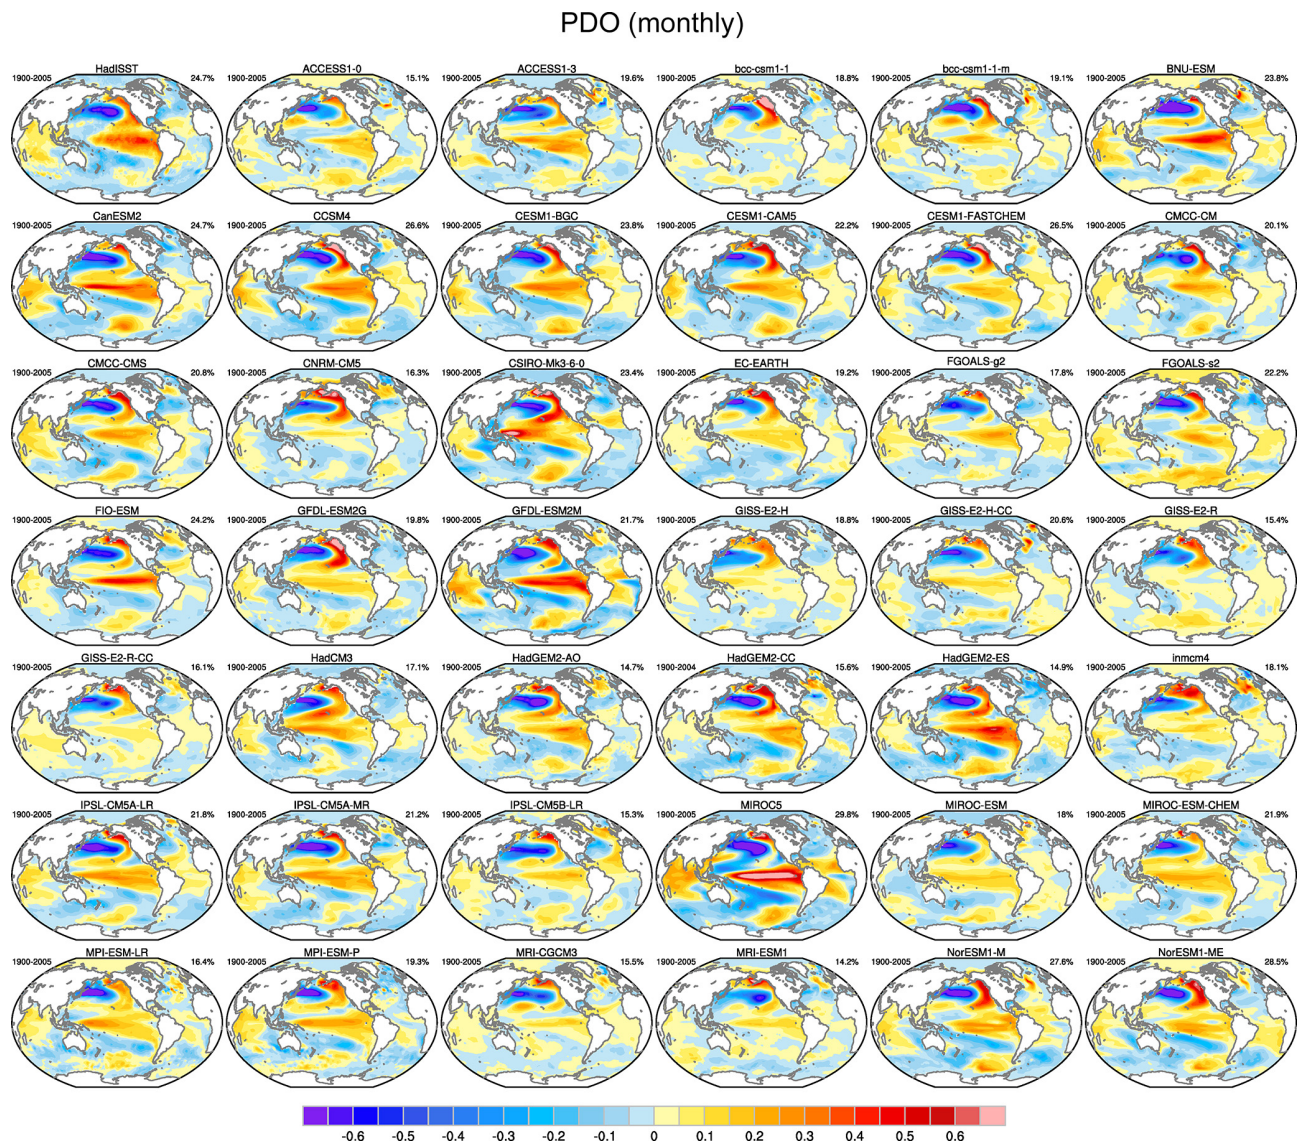 PDO (monthly)
HadISST ACCESS1-0 ACCESS1-3 bcc-csm1-1 bcc-csm1-1-m BNU-ESM
1900-2005 24.7% 1900-2005 15.1% 1900-2005 19.6% 1900-2005 18.8% 1900-2005 19.1% 1900-2005 23.8%
CanESM2 CCSM4 CESM1-BGC CESM1-CAM5 CESM1-FASTCHEM CMCC-CM
1900-2005 24.7% 1900-2005 26.6% 1900-2005 23.8% 1900-2005 22.2% 1900-2005 26.5% 1900-2005 20.1%
CMCC-CMS CNRM-CM5 CSIRO-Mk3-6-0 EC-EARTH FGOALS-g2 FGOALS-s2
1900-2005 20.8% 1900-2005 16.3% 1900-2005 23.4% 1900-2005 19.2% 1900-2005 17.8% 1900-2005 22.2%
FIO-ESM GFDL-ESM2G GFDL-ESM2M GISS-E2-H GISS-E2-H-CC GISS-E2-R
1900-2005 24.2% 1900-2005 19.8% 1900-2005 21.7% 1900-2005 18.8% 1900-2005 20.6% 1900-2005 15.4%
GISS-E2-R-CC HadCM3 HadGEM2-AO HadGEM2-CC HadGEM2-ES inmcm4
1900-2005 16.1% 1900-2005 17.1% 1900-2005 14.7% 1900-2004 15.6% 1900-2005 14.9% 1900-2005 18.1%
IPSL-CM5A-LR IPSL-CM5A-MR IPSL-CM5B-LR MIROC5 MIROC-ESM MIROC-ESM-CHEM
1900-2005 21.8% 1900-2005 21.2% 1900-2005 15.3% 1900-2005 29.8% 1900-2005 18% 1900-2005 21.9%
MPI-ESM-LR MPI-ESM-P MRI-CGCM3 MRI-ESM1 NorESM1-M NorESM1-ME
1900-2005 16.4% 1900-2005 19.3% 1900-2005 15.5% 1900-2005 14.2% 1900-2005 27.6% 1900-2005 28.5%
-0.6 -0.5 -0.4 -0.3 -0.2 -0.1 0 0.1 0.2 0.3 0.4 0.5 0.6